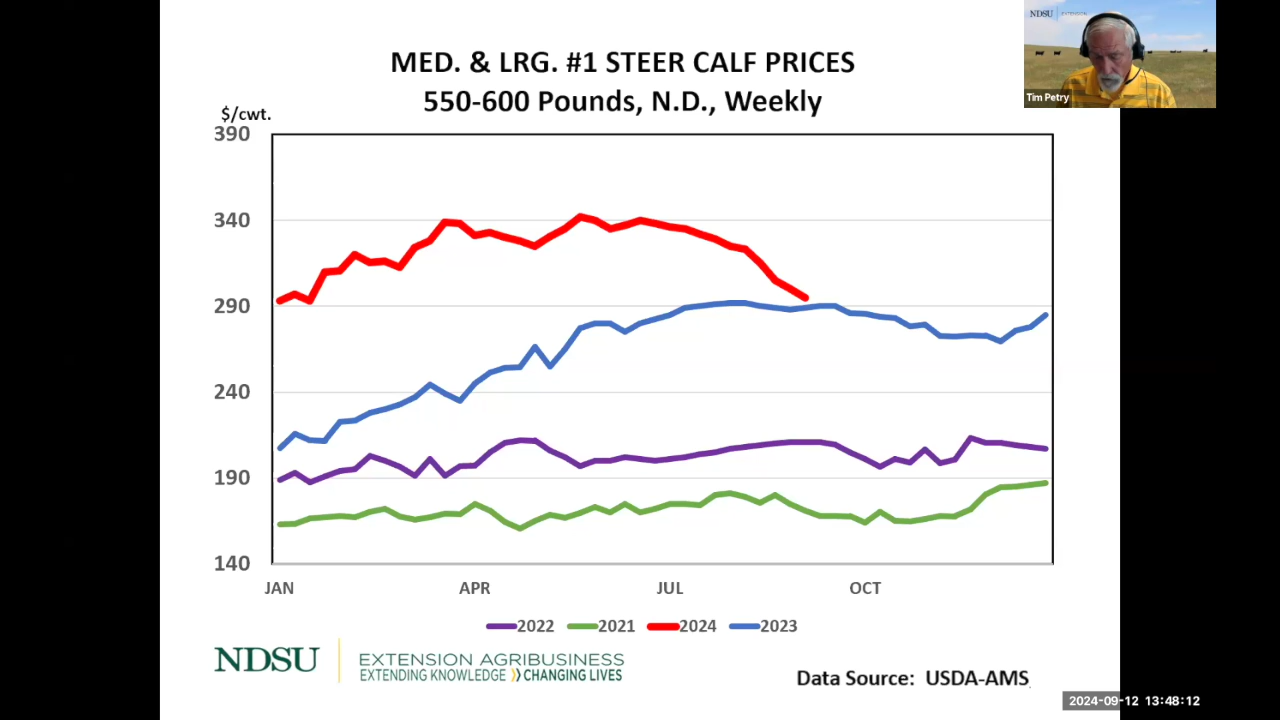 MED. & LRG. #1 STEER CALF PRICES
550-600 Pounds, N.D., Weekly
NDSU EXTENSION
Tim Petry
$/cwt.
390
340
290
240
190
140
JAN APR JUL OCT
2022 2021 2024 2023
NDSU EXTENSION AGRIBUSINESS
EXTENDING KNOWLEDGE CHANGING LIVES
Data Source: USDA-AMS
2024-09-12 13:48:12